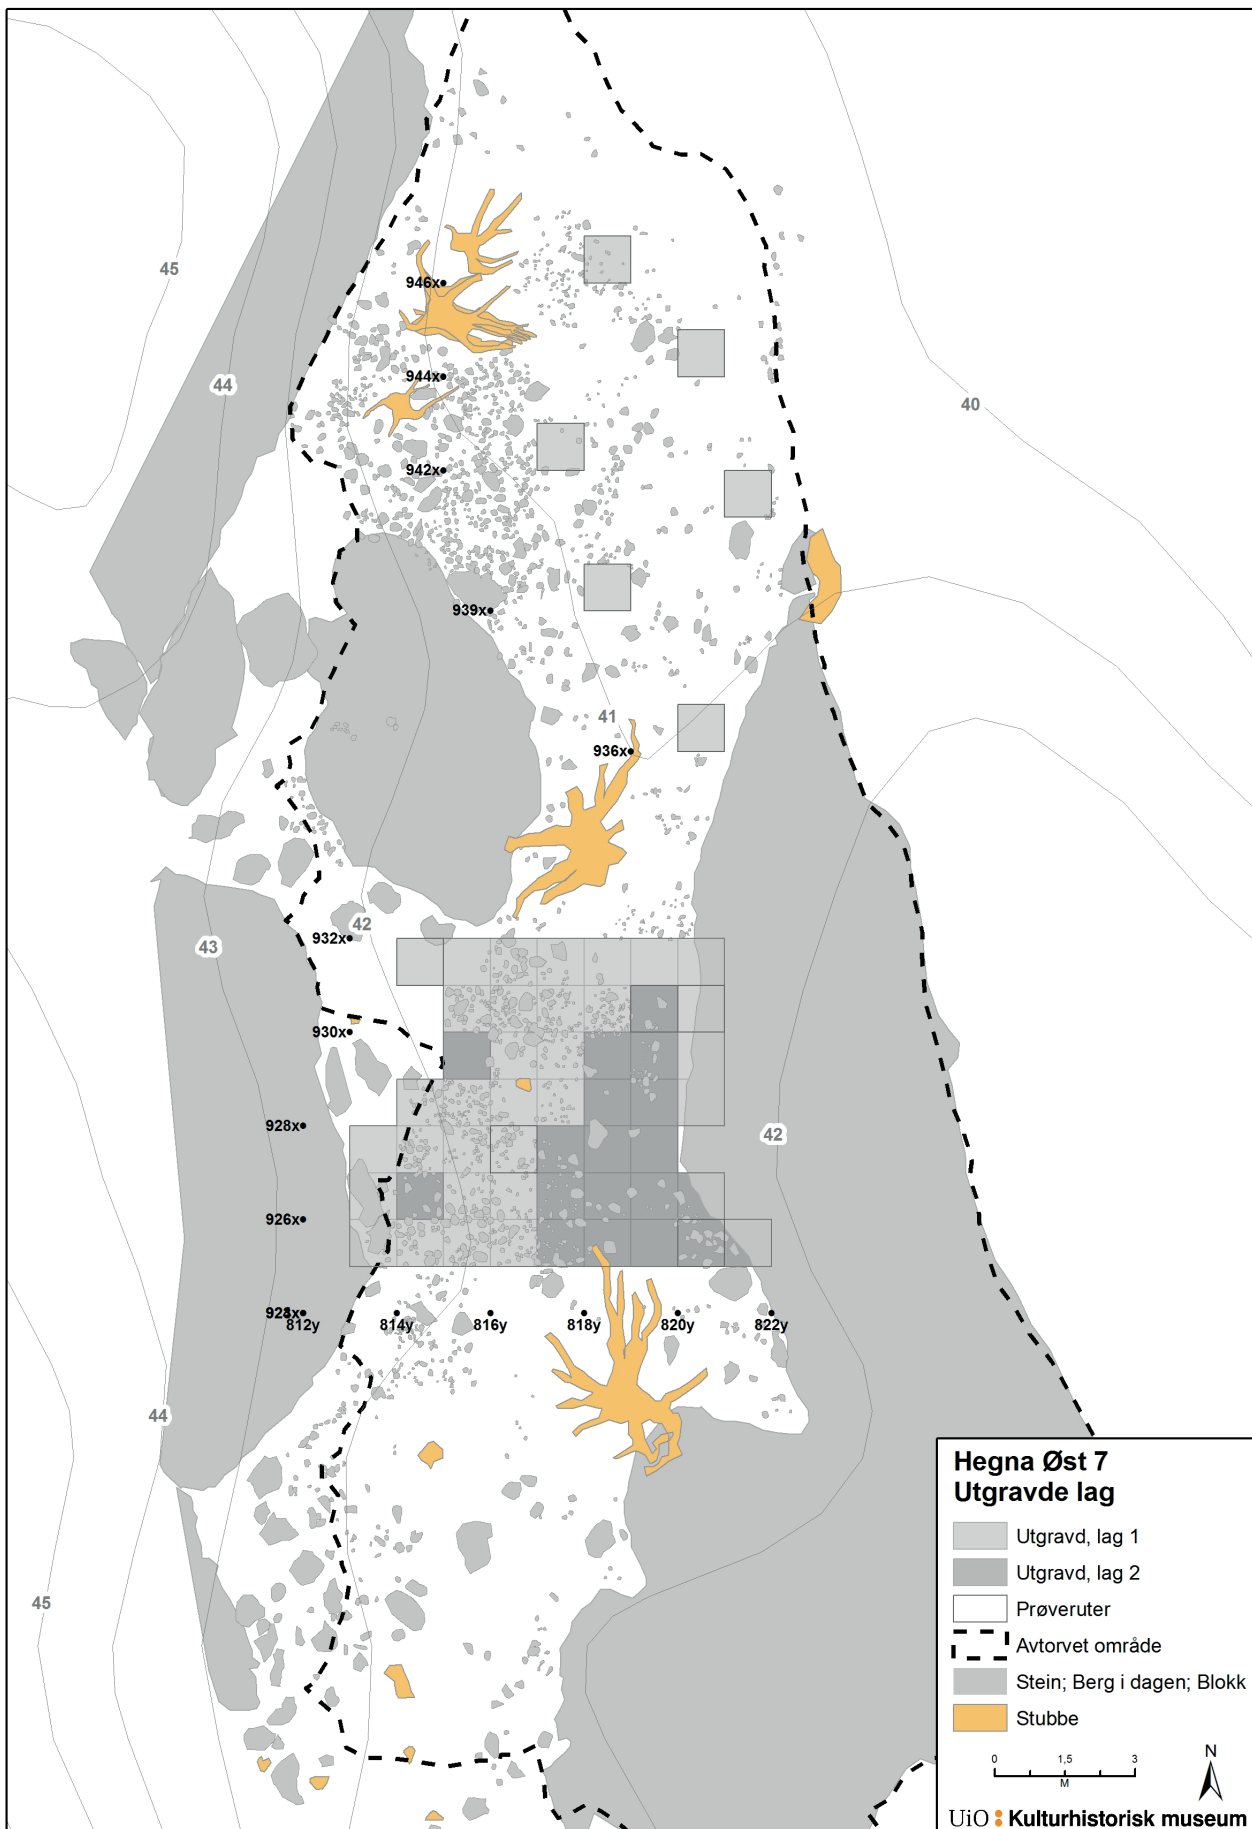 45
44
946x
944x
40
942x
939x
41
936x
42
932x
43
930x
928x
42
926x
923x
812y 814y 816y 818y 820y 822y
44
45
Hegna Øst 7
Utgravde lag
Utgravd, lag 1
Utgravd, lag 2
Prøveruter
Avtorvet område
Stein; Berg i dagen; Blokk
Stubbe
0 1,5 3
M
N
UiO Kulturhistorisk museum